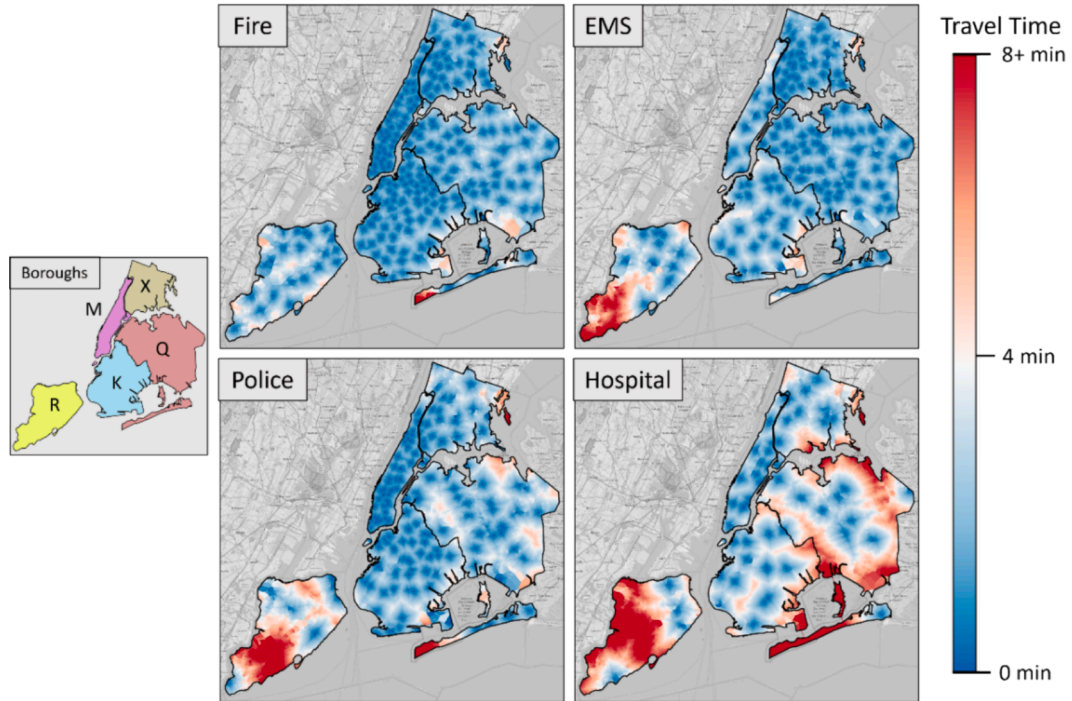 Fire
EMS
Travel Time
8+ min
Boroughs
X
M
Q
K
R
4 min
Police
Hospital
0 min